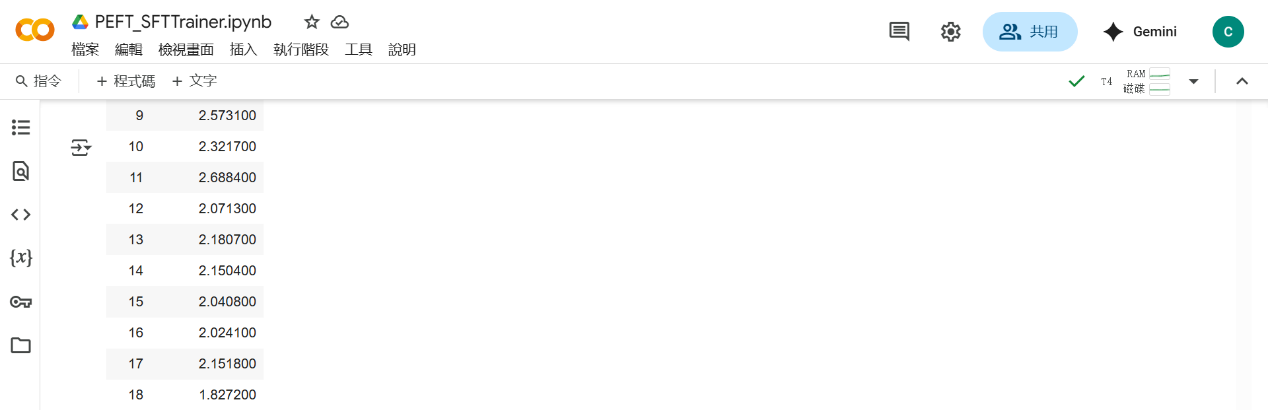 PEFT_SFTTrainer.ipynb
檔案 編輯 檢視畫面 插入 執行階段 工具 說明
共用
Gemini
C
指令 + 程式碼 + 文字
T4
RAM
磁碟
9 2.573100
10 2.321700
11 2.688400
12 2.071300
13 2.180700
14 2.150400
15 2.040800
16 2.024100
17 2.151800
18 1.827200
{x}